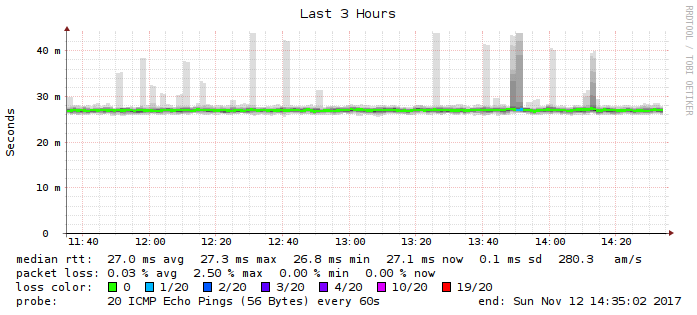 Last 3 Hours
RRDTOOL / TOBI OETIKER
Seconds
40 m
30 m
20 m
10 m
0
11:40 12:00 12:20 12:40 13:00 13:20 13:40 14:00 14:20
median rtt: 27.0 ms avg 27.3 ms max 26.8 ms min 27.1 ms now 0.1 ms sd 280.3 am/s
packet loss: 0.03 % avg 2.50 % max 0.00 % min 0.00 % now
loss color: 0 1/20 2/20 3/20 4/20 10/20 19/20
probe: 20 ICMP Echo Pings (56 Bytes) every 60s end: Sun Nov 12 14:35:02 2017